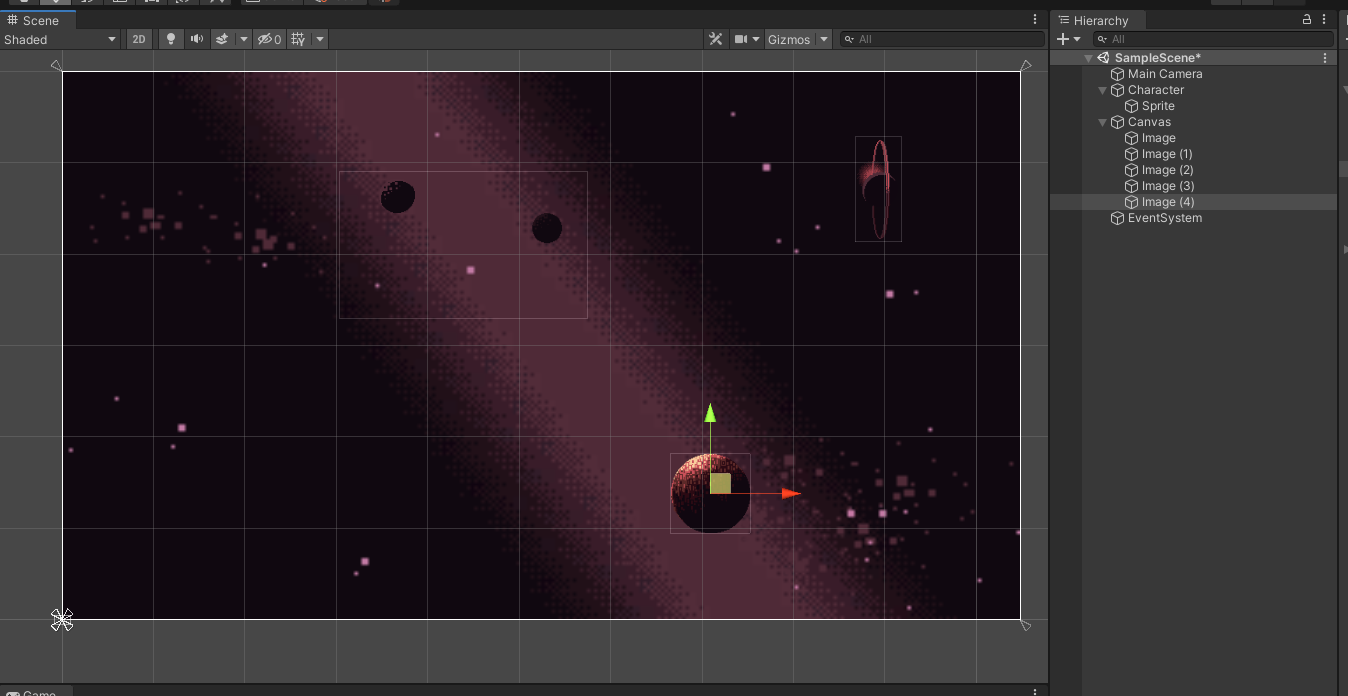 Scene
Hierarchy
Shaded
2D
0
Gizmos
All
All
SampleScene*
Main Camera
Character
Sprite
Canvas
Image
Image (1)
Image (2)
Image (3)
Image (4)
EventSystem
Game